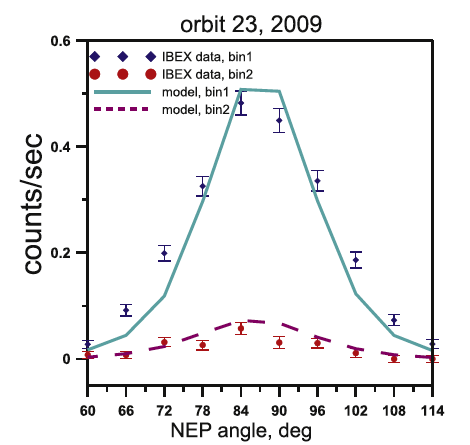 orbit 23, 2009
0.6
IBEX data, bin1
IBEX data, bin2
model, bin1
model, bin2
0.4
counts/sec
0.2
0
60 66 72 78 84 90 96 102 108 114
NEP angle, deg